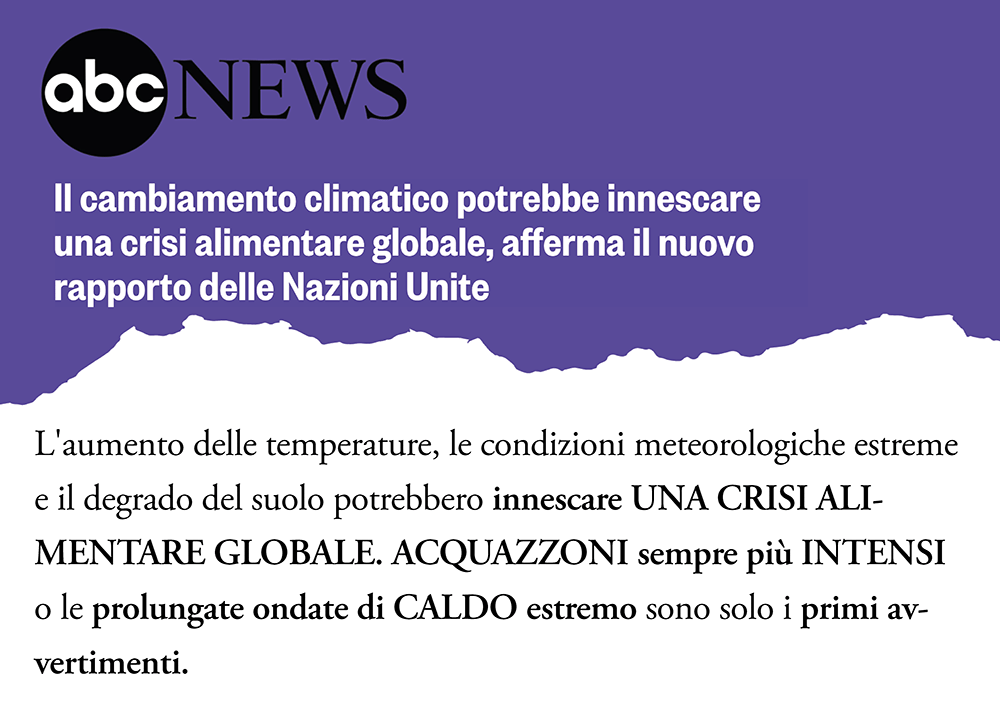 abc NEWS
Il cambiamento climatico potrebbe innescare
una crisi alimentare globale, afferma il nuovo
rapporto delle Nazioni Unite
L'aumento delle temperature, le condizioni meteorologiche estreme
e il degrado del suolo potrebbero innescare UNA CRISI ALI-
MENTARE GLOBALE. ACQUAZZONI sempre più INTENSI
o le prolungate ondate di CALDO estremo sono solo i primi av-
vertimenti.